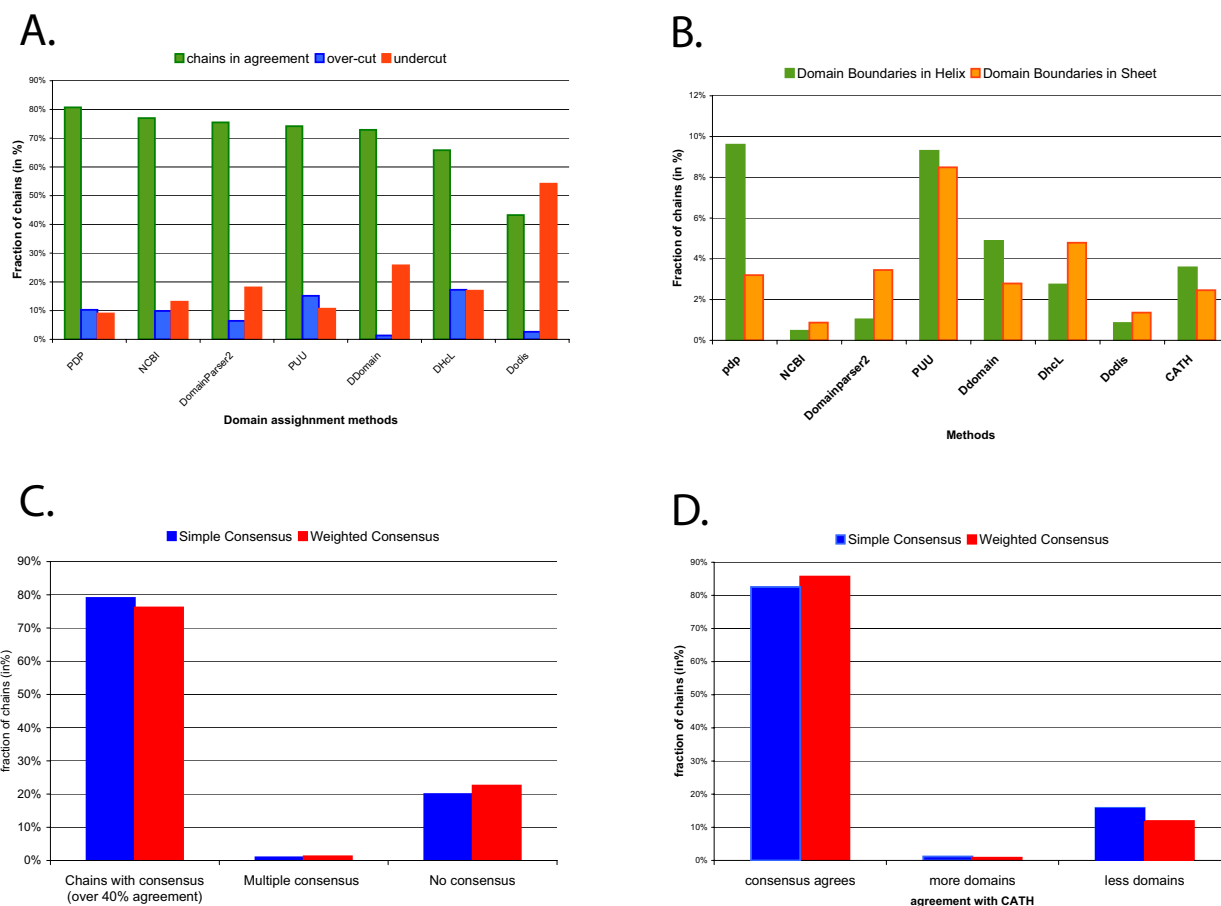 A.
chains in agreement over-cut undercut
Fraction of chains (in %)
90%
80%
70%
60%
50%
40%
30%
20%
10%
0%
PDP
NCBI
DomainParser2
PUU
DDomain
DHcL
Dodis
Domain assighnment methods
B.
Domain Boundaries in Helix Domain Boundaries in Sheet
Fraction of chains (in %)
12%
10%
8%
6%
4%
2%
0%
pdp
NCBI
Domainparser2
PUU
Ddomain
DhcL
Dodis
CATH
Methods
C.
Simple Consensus Weighted Consensus
fraction of chains (in%)
90%
80%
70%
60%
50%
40%
30%
20%
10%
0%
Chains with consensus
(over 40% agreement)
Multiple consensus
No consensus
D.
Simple Consensus Weighted Consensus
fraction of chains (in%)
90%
80%
70%
60%
50%
40%
30%
20%
10%
0%
consensus agrees
more domains
less domains
agreement with CATH